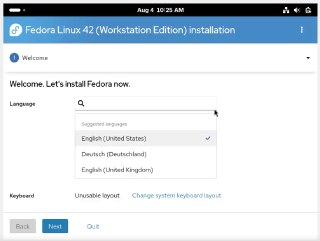 Aug 4 10:25 AM
Fedora Linux 42 (Workstation Edition) installation
1 Welcome
Welcome. Let's install Fedora now.
Language
Suggested languages
English (United States)
Deutsch (Deutschland)
English (United Kingdom)
Keyboard Unusable layout Change system keyboard layout
Back Next Quit